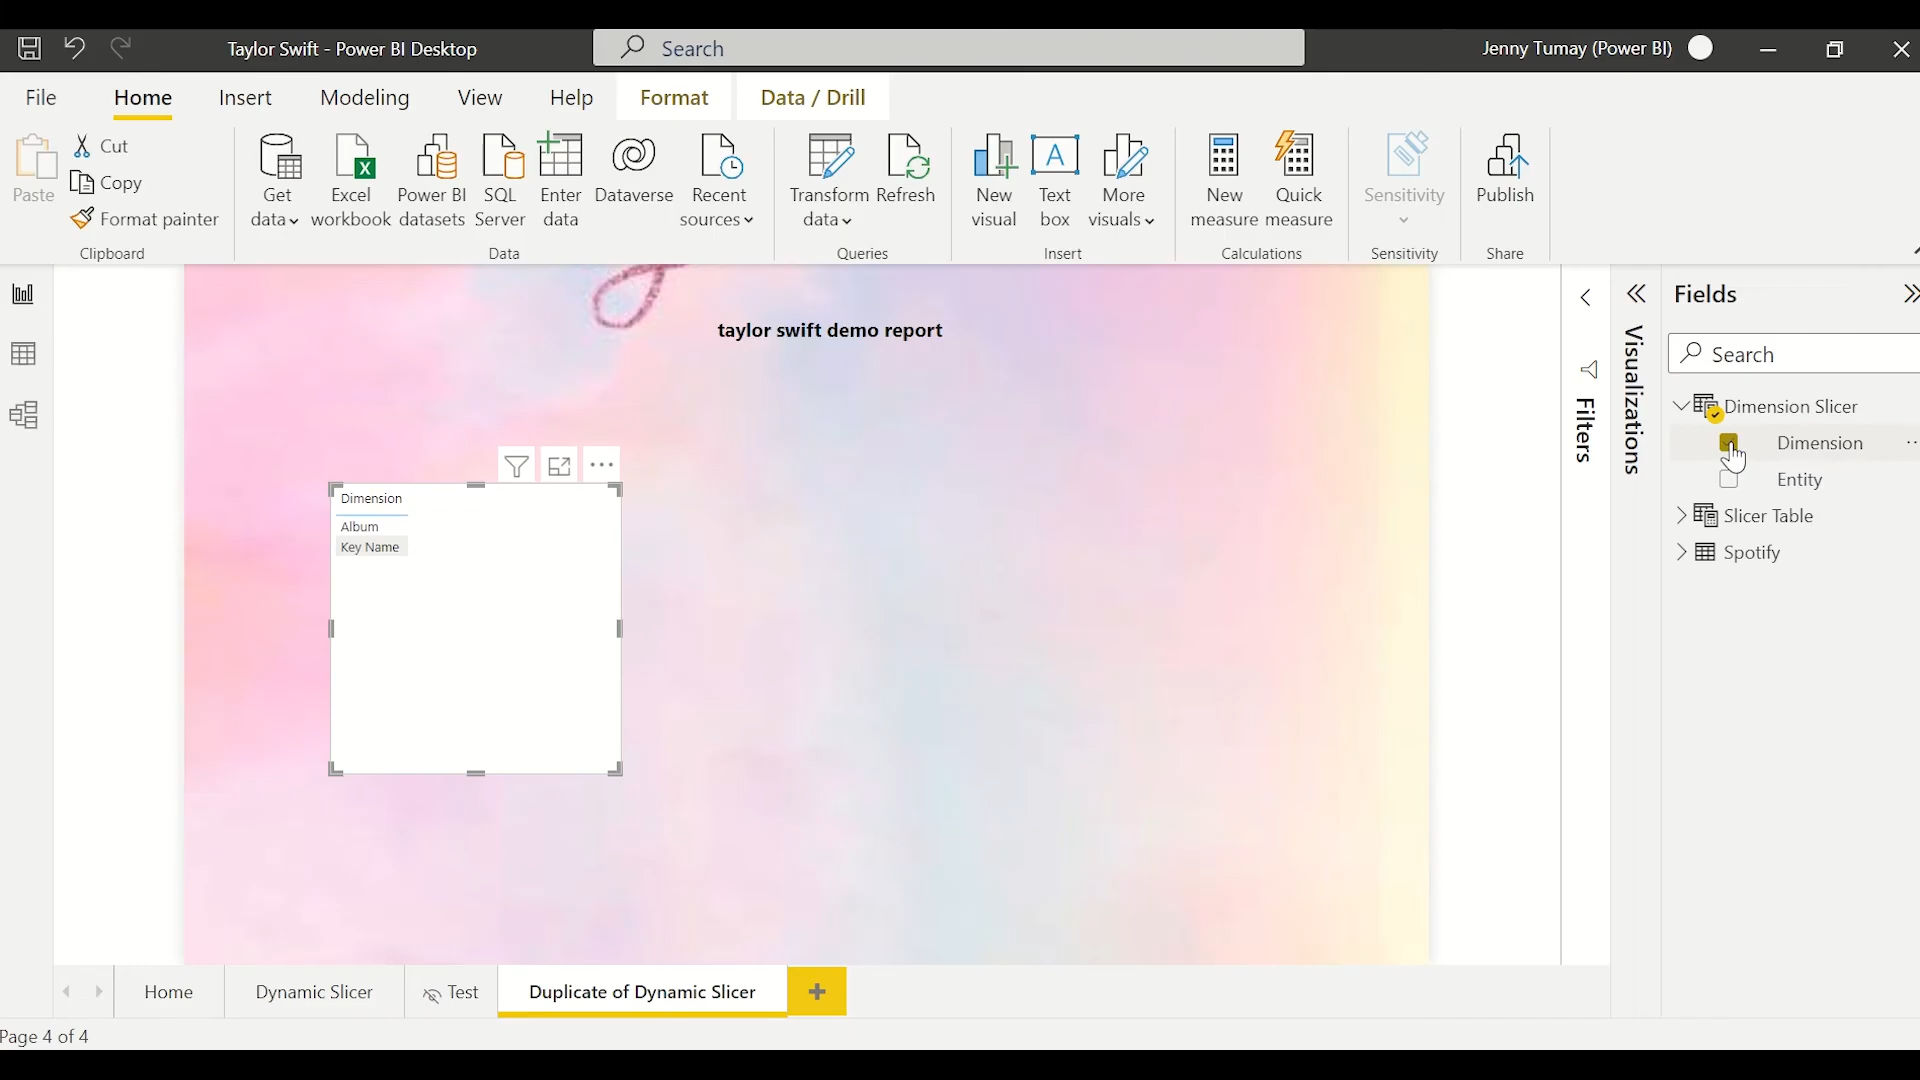 Taylor Swift - Power BI Desktop
Search
Jenny Tumay (Power BI)
File Home Insert Modeling View Help Format Data / Drill
Paste
Cut
Copy
Format painter
Clipboard
Get data
Excel workbook
Power BI datasets
SQL Server
Enter data
Dataverse
Recent sources
Data
Transform data
Refresh
Queries
New visual
Text box
More visuals
Insert
New measure
Quick measure
Calculations
Sensitivity
Sensitivity
Publish
Share
taylor swift demo report
Dimension
Album
Key Name
Filters
Visualizations
Fields
Search
Dimension Slicer
Dimension
Entity
Slicer Table
Spotify
Home
Dynamic Slicer
Test
Duplicate of Dynamic Slicer
Page 4 of 4